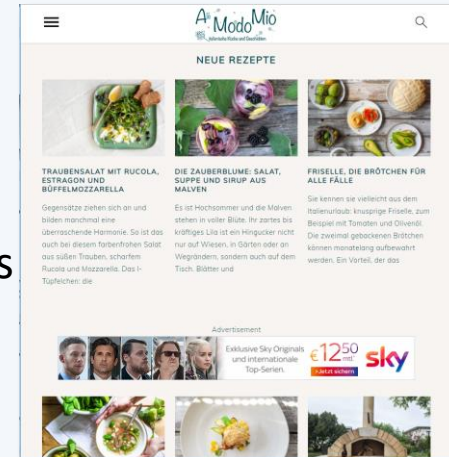 A Modo Mio
Italienische Küche und Geschichten
NEUE REZEPTE
TRAUBENSALAT MIT RUCOLA,
ESTRAGON UND
BÜFFELMOZZARELLA
Gegensätze ziehen sich an und
bilden manchmal eine
überraschende Harmonie. So ist das
auch bei diesem farbenfrohen Salat
aus süßen Trauben, scharfem
Rucola und Mozzarella. Das I-
Tüpfelchen: die
DIE ZAUBERBLUME: SALAT,
SUPPE UND SIRUP AUS
MALVEN
Es ist Hochsommer und die Malven
stehen in voller Blüte. Ihr zartes bis
kräftiges Lila ist ein Hingucker nicht
nur auf Wiesen, in Gärten oder an
Wegrändern, sondern auch auf dem
Tisch. Blätter und
FRISELLE, DIE BRÖTCHEN FÜR
ALLE FÄLLE
Sie kennen sie vielleicht aus dem
Italienurlaub: knusprige Friselle, zum
Beispiel mit Tomaten und Olivenöl.
Die zweimal gebackenen Brötchen
können monatelang aufbewahrt
werden. Ein Vorteil, der das
s
Advertisement
Exklusive Sky Originals
und internationale
Top-Serien.
€1250
mtl.
Jetzt sichern
sky